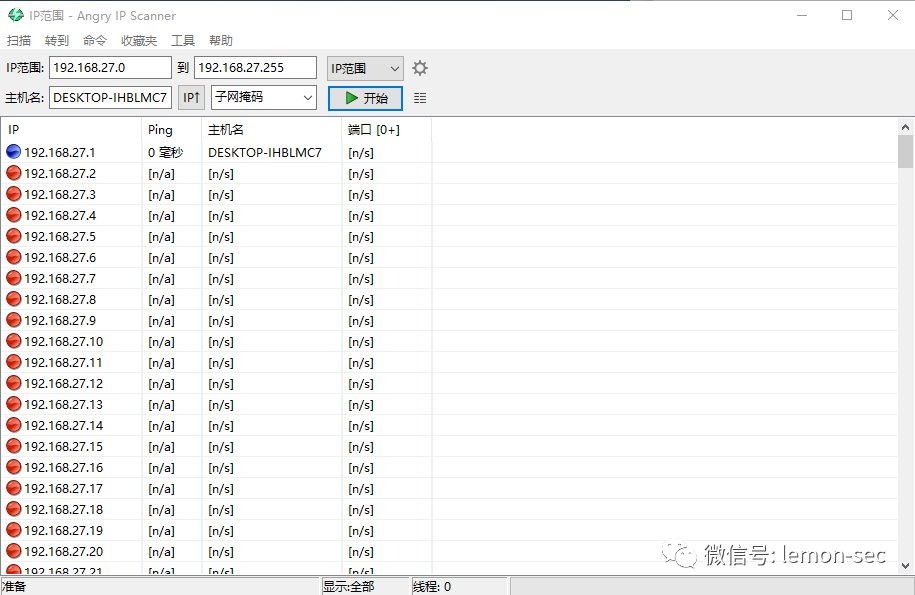 IP范围 - Angry IP Scanner
扫描 转到 命令 收藏夹 工具 帮助
IP范围: 192.168.27.0 到 192.168.27.255 IP范围
主机名: DESKTOP-IHBLMC7 IP↑ 子网掩码 开始
IP Ping 主机名 端口 [0+]
192.168.27.1 0 毫秒 DESKTOP-IHBLMC7 [n/s]
192.168.27.2 [n/a] [n/s] [n/s]
192.168.27.3 [n/a] [n/s] [n/s]
192.168.27.4 [n/a] [n/s] [n/s]
192.168.27.5 [n/a] [n/s] [n/s]
192.168.27.6 [n/a] [n/s] [n/s]
192.168.27.7 [n/a] [n/s] [n/s]
192.168.27.8 [n/a] [n/s] [n/s]
192.168.27.9 [n/a] [n/s] [n/s]
192.168.27.10 [n/a] [n/s] [n/s]
192.168.27.11 [n/a] [n/s] [n/s]
192.168.27.12 [n/a] [n/s] [n/s]
192.168.27.13 [n/a] [n/s] [n/s]
192.168.27.14 [n/a] [n/s] [n/s]
192.168.27.15 [n/a] [n/s] [n/s]
192.168.27.16 [n/a] [n/s] [n/s]
192.168.27.17 [n/a] [n/s] [n/s]
192.168.27.18 [n/a] [n/s] [n/s]
192.168.27.19 [n/a] [n/s] [n/s]
192.168.27.20 [n/a] [n/s] [n/s]
192.168.27.21 [n/a] [n/s] [n/s]
微信号: lemon-sec
准备 显示:全部 线程: 0